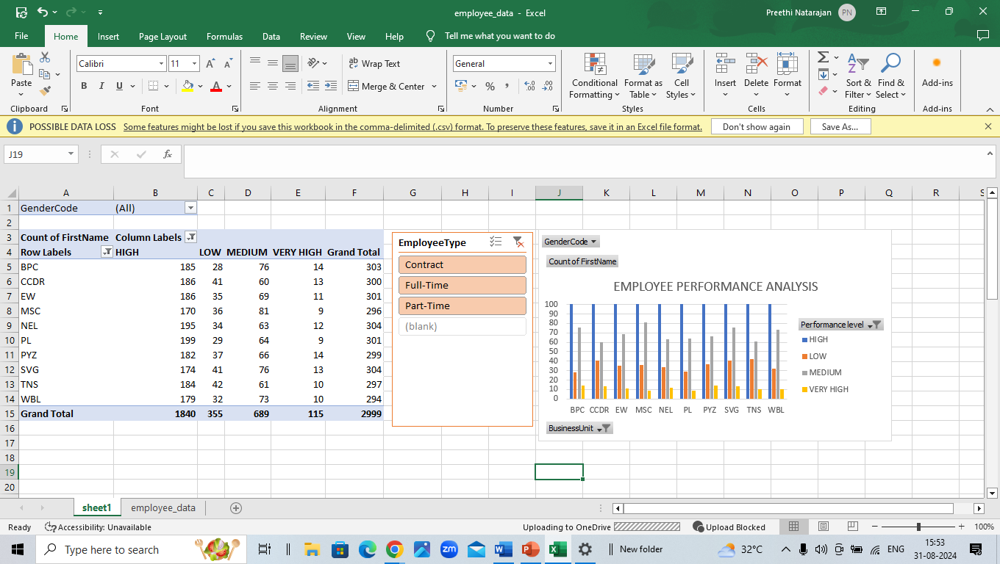 employee_data - Excel
Preethi Natarajan PN
File Home Insert Page Layout Formulas Data Review View Help Tell me what you want to do
Paste
Clipboard
Calibri 11
B I U
Font
Wrap Text
Merge & Center
Alignment
General
Number
Conditional Formatting
Format as Table
Cell Styles
Styles
Insert Delete Format
Cells
Sort & Filter
Find & Select
Editing
Add-ins
Add-ins
POSSIBLE DATA LOSS Some features might be lost if you save this workbook in the comma-delimited (.csv) format. To preserve these features, save it in an Excel file format. Don't show again Save As...
J19 fx
A B C D E F G H I J K L M N O P Q R S
1 GenderCode (All)
2
3 Count of FirstName Column Labels
4 Row Labels HIGH LOW MEDIUM VERY HIGH Grand Total
5 BPC 185 28 76 14 303
6 CCDR 186 41 60 13 300
7 EW 186 35 69 11 301
8 MSC 170 36 81 9 296
9 NEL 195 34 63 12 304
10 PL 199 29 64 9 301
11 PYZ 182 37 66 14 299
12 SVG 174 41 76 13 304
13 TNS 184 42 61 10 297
14 WBL 179 32 73 10 294
15 Grand Total 1840 355 689 115 2999
16
17
18
19
20
EmployeeType
Contract
Full-Time
Part-Time
(blank)
GenderCode
Count of FirstName
EMPLOYEE PERFORMANCE ANALYSIS
100
90
80
70
60
50
40
30
20
10
0
BPC CCDR EW MSC NEL PL PYZ SVG TNS WBL
Performance level
HIGH
LOW
MEDIUM
VERY HIGH
BusinessUnit
sheet1 employee_data
Ready Accessibility: Unavailable Uploading to OneDrive Upload Blocked 100%
Type here to search zm New folder 32°C ENG 15:53
31-08-2024